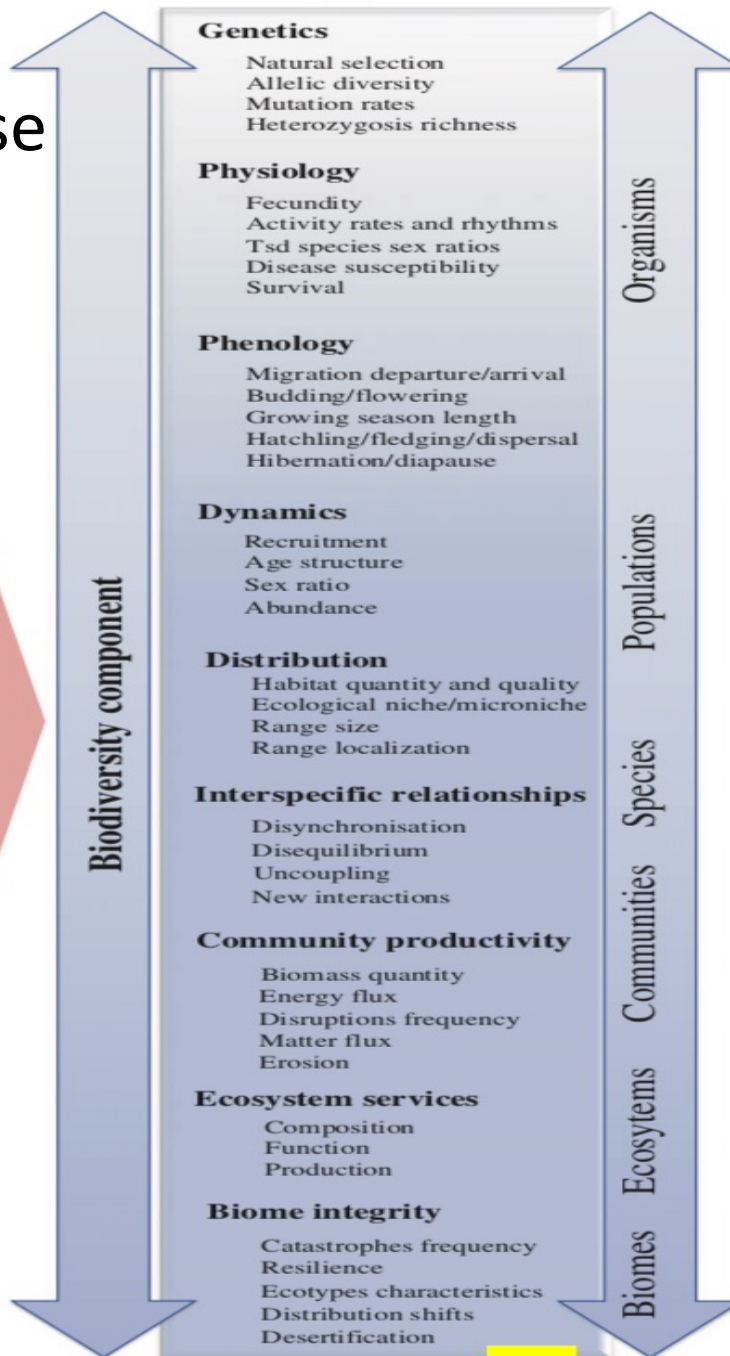 se
Biodiversity component
Genetics
Natural selection
Allelic diversity
Mutation rates
Heterozygosis richness
Physiology
Fecundity
Activity rates and rhythms
Tsd species sex ratios
Disease susceptibility
Survival
Phenology
Migration departure/arrival
Budding/flowering
Growing season length
Hatchling/fledging/dispersal
Hibernation/diapause
Dynamics
Recruitment
Age structure
Sex ratio
Abundance
Distribution
Habitat quantity and quality
Ecological niche/microniche
Range size
Range localization
Interspecific relationships
Disynchronisation
Disequilibrium
Uncoupling
New interactions
Community productivity
Biomass quantity
Energy flux
Disruptions frequency
Matter flux
Erosion
Ecosystem services
Composition
Function
Production
Biome integrity
Catastrophes frequency
Resilience
Ecotypes characteristics
Distribution shifts
Desertification
Organisms
Populations
Species
Communities
Ecosytems
Biomes